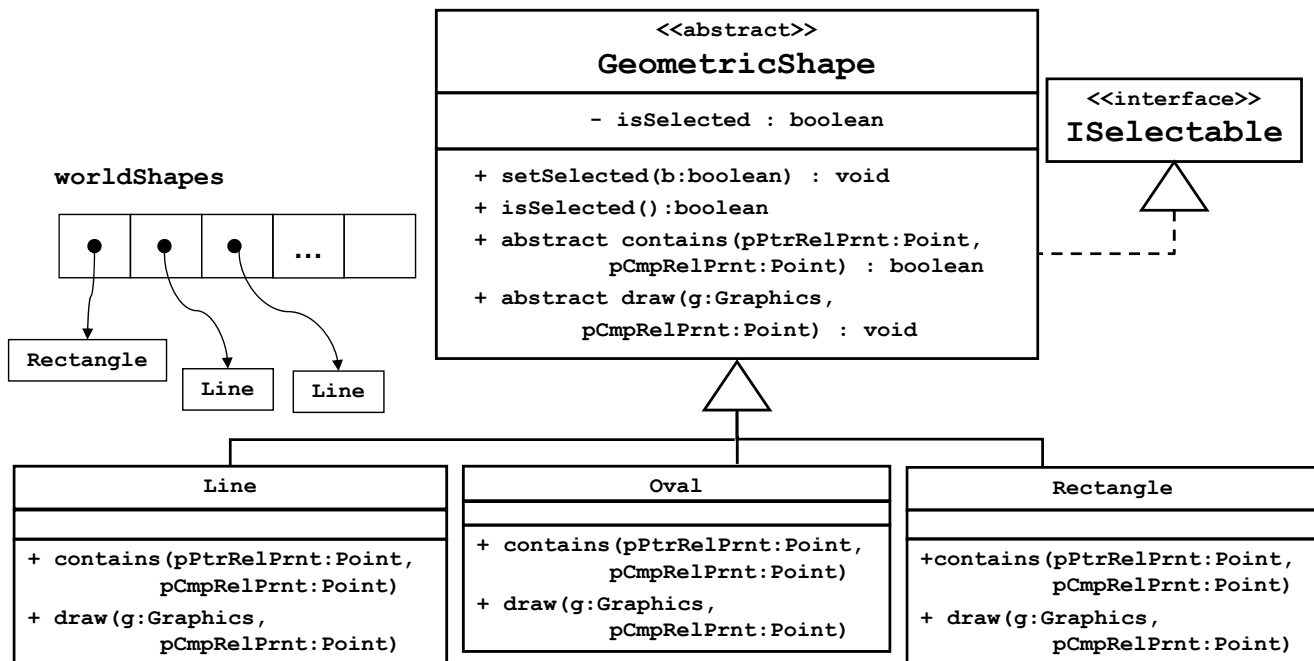 <<abstract>>
GeometricShape
- isSelected : boolean
+ setSelected(b:boolean) : void
+ isSelected():boolean
+ abstract contains(pPtrRelPrnt:Point,
pCmpRelPrnt:Point) : boolean
+ abstract draw(g:Graphics,
pCmpRelPrnt:Point) : void
<<interface>>
ISelectable
worldShapes
...
Rectangle
Line
Line
Line
+ contains(pPtrRelPrnt:Point,
pCmpRelPrnt:Point)
+ draw(g:Graphics,
pCmpRelPrnt:Point)
Oval
+ contains(pPtrRelPrnt:Point,
pCmpRelPrnt:Point)
+ draw(g:Graphics,
pCmpRelPrnt:Point)
Rectangle
+contains(pPtrRelPrnt:Point,
pCmpRelPrnt:Point)
+ draw(g:Graphics,
pCmpRelPrnt:Point)